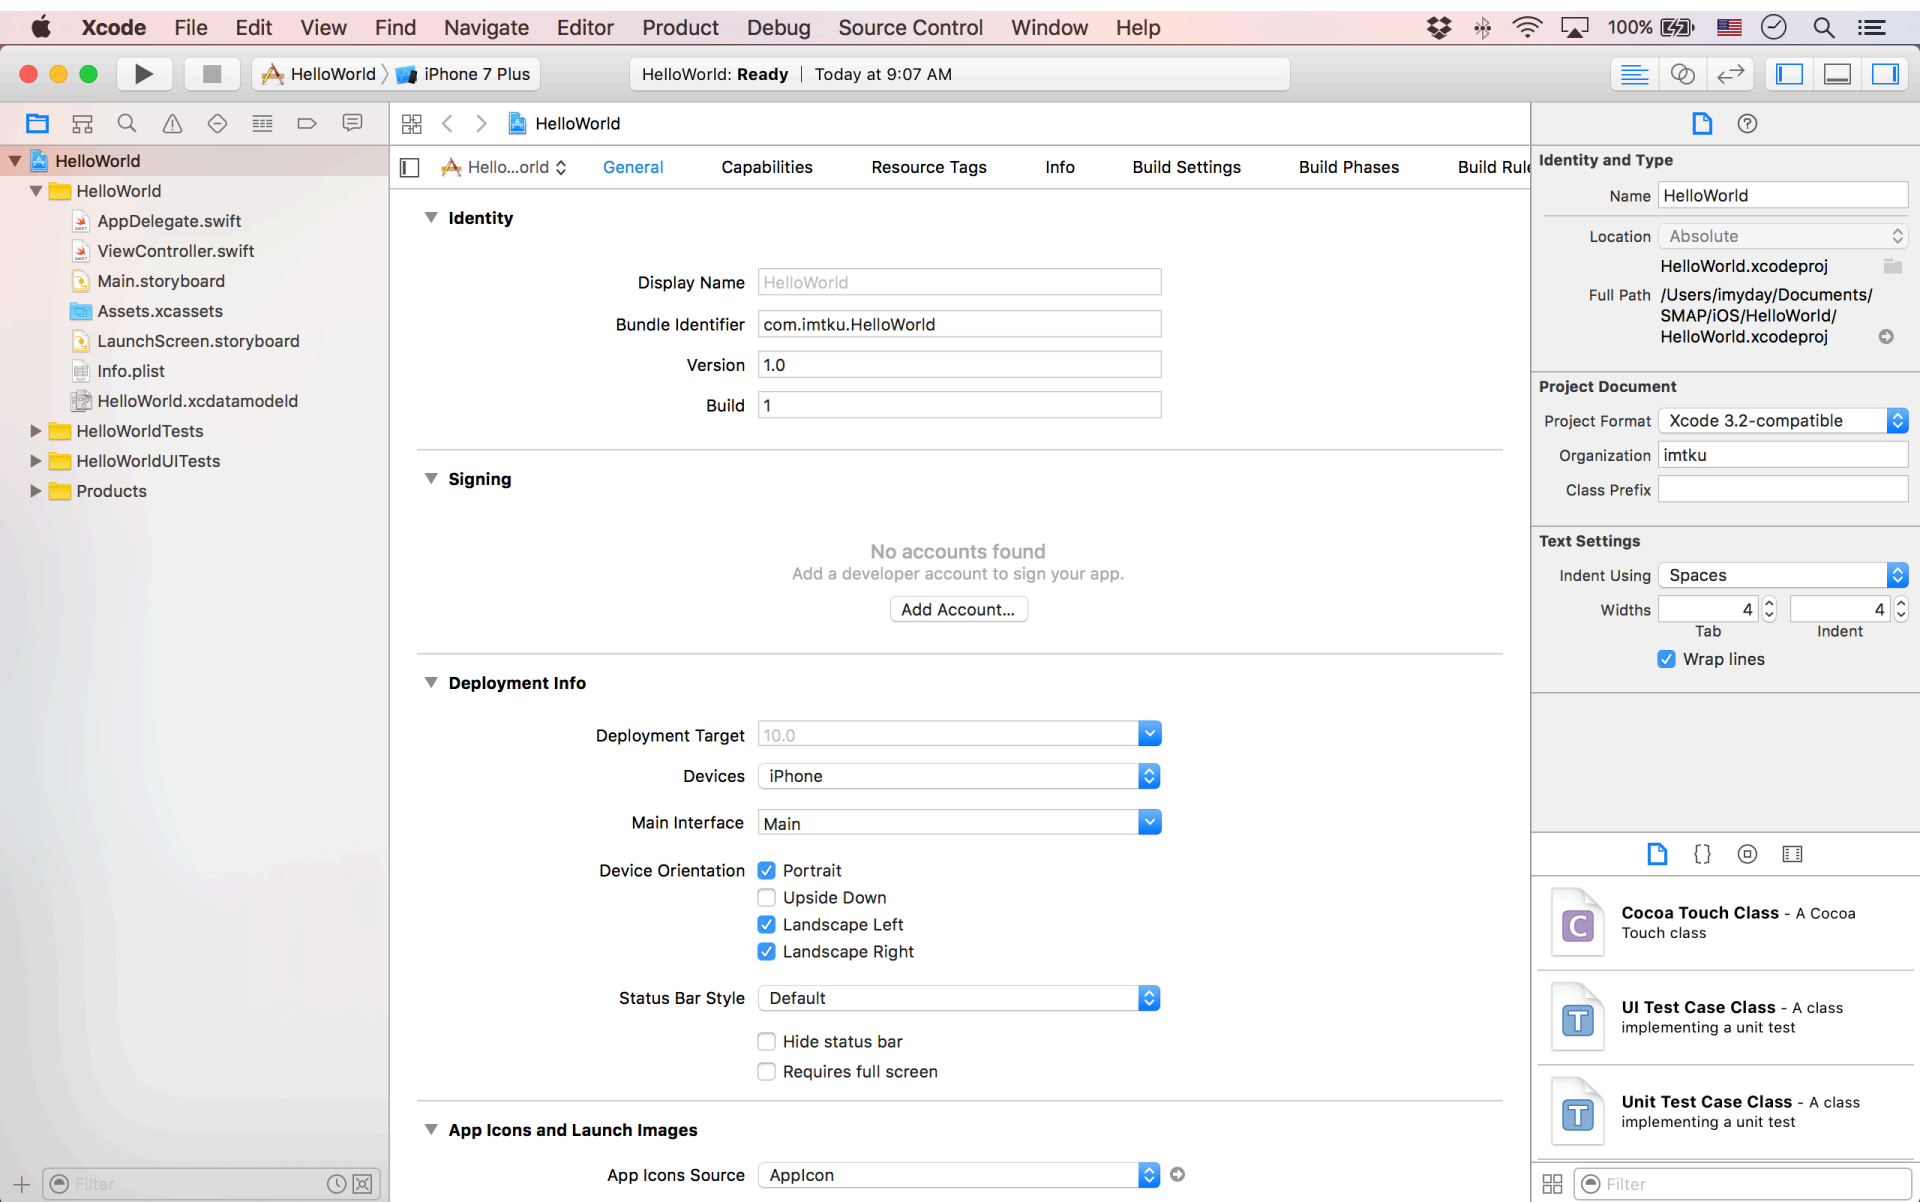 Xcode File Edit View Find Navigate Editor Product Debug Source Control Window Help 100%
HelloWorld iPhone 7 Plus HelloWorld: Ready | Today at 9:07 AM
HelloWorld
HelloWorld
AppDelegate.swift
ViewController.swift
Main.storyboard
Assets.xcassets
LaunchScreen.storyboard
Info.plist
HelloWorld.xcdatamodeld
HelloWorldTests
HelloWorldUITests
Products
Filter
HelloWorld
Hello...orld General Capabilities Resource Tags Info Build Settings Build Phases Build Rule
Identity
Display Name HelloWorld
Bundle Identifier com.imtku.HelloWorld
Version 1.0
Build 1
Signing
No accounts found
Add a developer account to sign your app.
Add Account...
Deployment Info
Deployment Target 10.0
Devices iPhone
Main Interface Main
Device Orientation Portrait
Upside Down
Landscape Left
Landscape Right
Status Bar Style Default
Hide status bar
Requires full screen
App Icons and Launch Images
App Icons Source AppIcon
Identity and Type
Name HelloWorld
Location Absolute
HelloWorld.xcodeproj
Full Path /Users/imyday/Documents/
SMAP/iOS/HelloWorld/
HelloWorld.xcodeproj
Project Document
Project Format Xcode 3.2-compatible
Organization imtku
Class Prefix
Text Settings
Indent Using Spaces
Widths 4 4
Tab Indent
Wrap lines
{}
C Cocoa Touch Class - A Cocoa
Touch class
T UI Test Case Class - A class
implementing a unit test
T Unit Test Case Class - A class
implementing a unit test
Filter